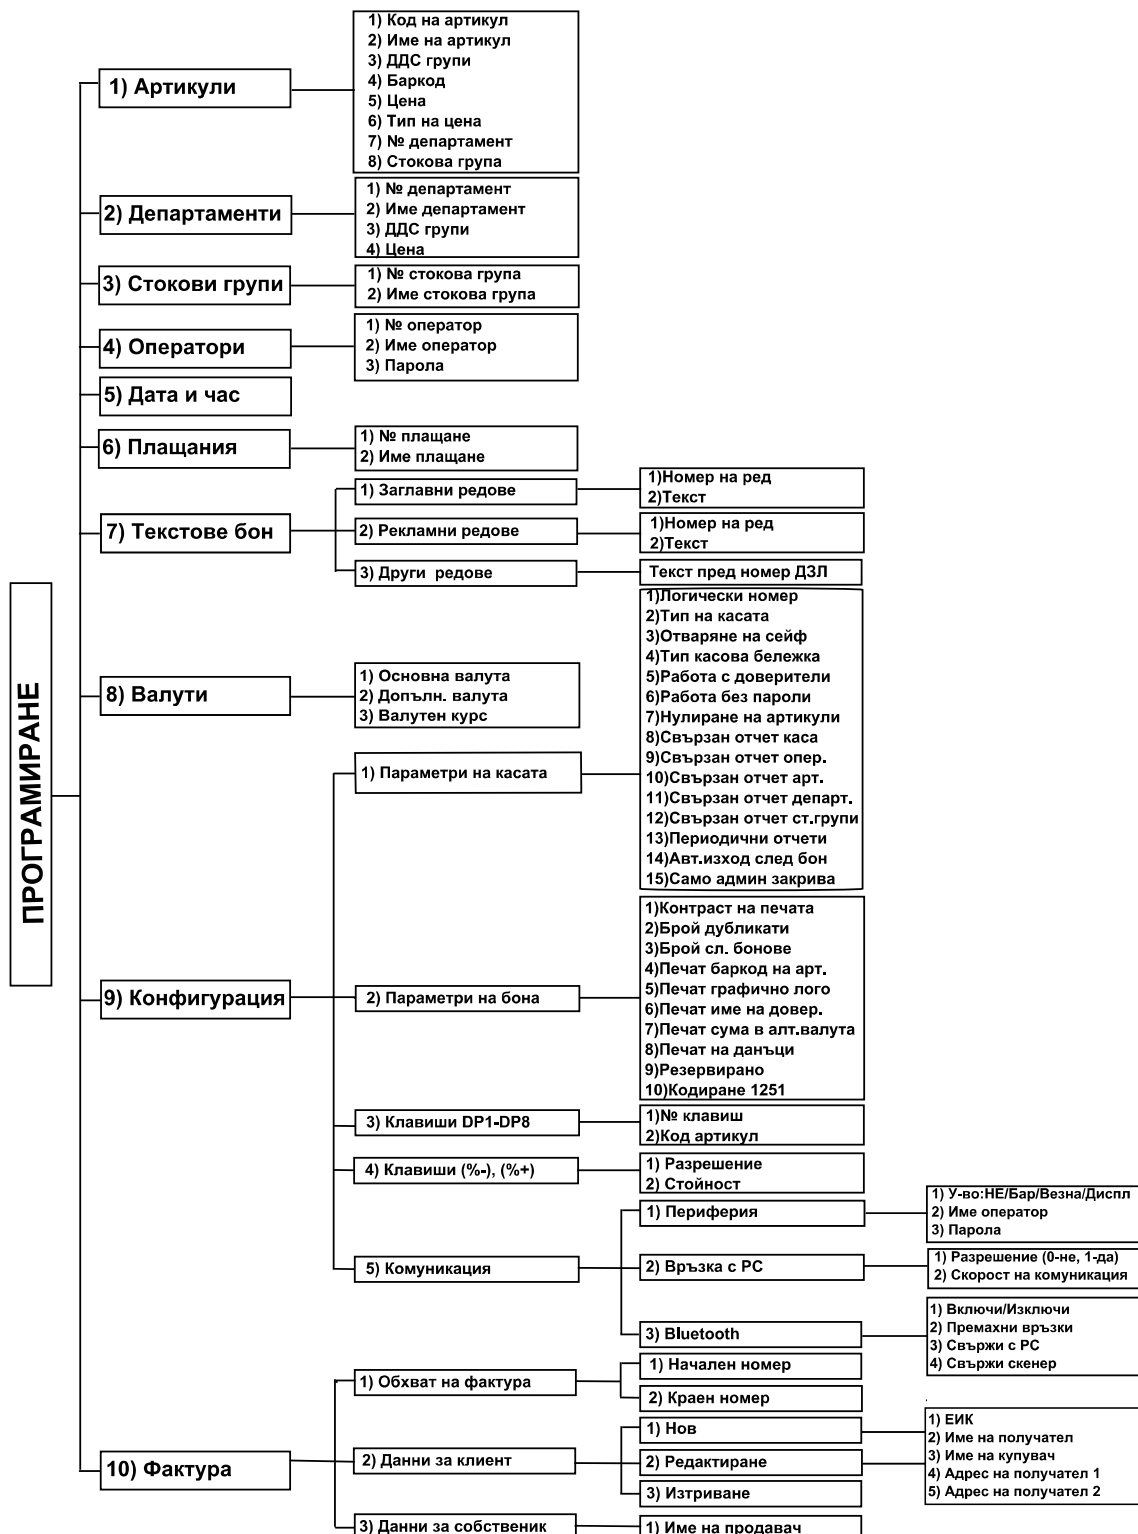 ПРОГРАМИРАНЕ
1) Артикули
1) Код на артикул
2) Име на артикул
3) ДДС групи
4) Баркод
5) Цена
6) Тип на цена
7) № департамент
8) Стокова група
2) Департаменти
1) № департамент
2) Име департамент
3) ДДС групи
4) Цена
3) Стокови групи
1) № стокова група
2) Име стокова група
4) Оператори
1) № оператор
2) Име оператор
3) Парола
5) Дата и час
6) Плащания
1) № плащане
2) Име плащане
7) Текстове бон
1) Заглавни редове
1)Номер на ред
2)Текст
2) Рекламни редове
1)Номер на ред
2)Текст
3) Други редове
Текст пред номер ДЗЛ
8) Валути
1) Основна валута
2) Допълн. валута
3) Валутен курс
9) Конфигурация
1) Параметри на касата
1)Логически номер
2)Тип на касата
3)Отваряне на сейф
4)Тип касова бележка
5)Работа с доверители
6)Работа без пароли
7)Нулиране на артикули
8)Свързан отчет каса
9)Свързан отчет опер.
10)Свързан отчет арт.
11)Свързан отчет департ.
12)Свързан отчет ст.групи
13)Периодични отчети
14)Авт.изход след бон
15)Само админ закрива
2) Параметри на бона
1)Контраст на печата
2)Брой дубликати
3)Брой сл. бонове
4)Печат баркод на арт.
5)Печат графично лого
6)Печат име на довер.
7)Печат сума в алт.валута
8)Печат на данъци
9)Резервирано
10)Кодиране 1251
3) Клавиши DP1-DP8
1)№ клавиш
2)Код артикул
4) Клавиши (%-), (%+)
1) Разрешение
2) Стойност
5) Комуникация
1) Периферия
1) У-во:НЕ/Бар/Везна/Диспл
2) Име оператор
3) Парола
2) Връзка с PC
1) Разрешение (0-не, 1-да)
2) Скорост на комуникация
3) Bluetooth
1) Включи/Изключи
2) Премахни връзки
3) Свържи с PC
4) Свържи скенер
10) Фактура
1) Обхват на фактура
1) Начален номер
2) Краен номер
2) Данни за клиент
1) Нов
2) Редактиране
3) Изтриване
1) ЕИК
2) Име на получател
3) Име на купувач
4) Адрес на получател 1
5) Адрес на получател 2
3) Данни за собственик
1) Име на продавач